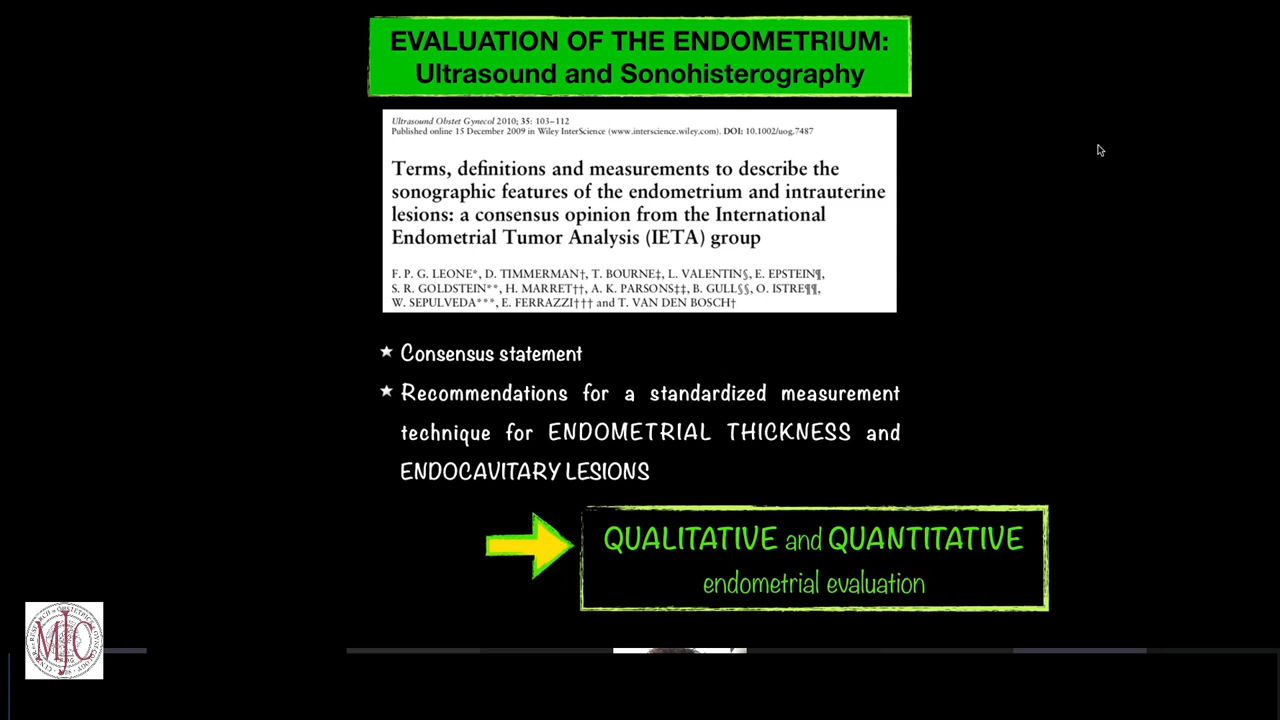 EVALUATION OF THE ENDOMETRIUM:
Ultrasound and Sonohisterography
Ultrasound Obstet Gynecol 2010; 35: 103–112
Published online 15 December 2009 in Wiley InterScience (www.interscience.wiley.com). DOI: 10.1002/uog.7487
Terms, definitions and measurements to describe the
sonographic features of the endometrium and intrauterine
lesions: a consensus opinion from the International
Endometrial Tumor Analysis (IETA) group
F. P. G. LEONE*, D. TIMMERMAN†, T. BOURNE‡, L. VALENTIN§, E. EPSTEIN¶,
S. R. GOLDSTEIN**, H. MARRET††, A. K. PARSONS‡‡, B. GULL§§, O. ISTRE¶¶,
W. SEPULVEDA***, E. FERRAZZI††† and T. VAN DEN BOSCH†
★ Consensus statement
★ Recommendations for a standardized measurement
technique for ENDOMETRIAL THICKNESS and
ENDOCAVITARY LESIONS
QUALITATIVE and QUANTITATIVE
endometrial evaluation
MJC